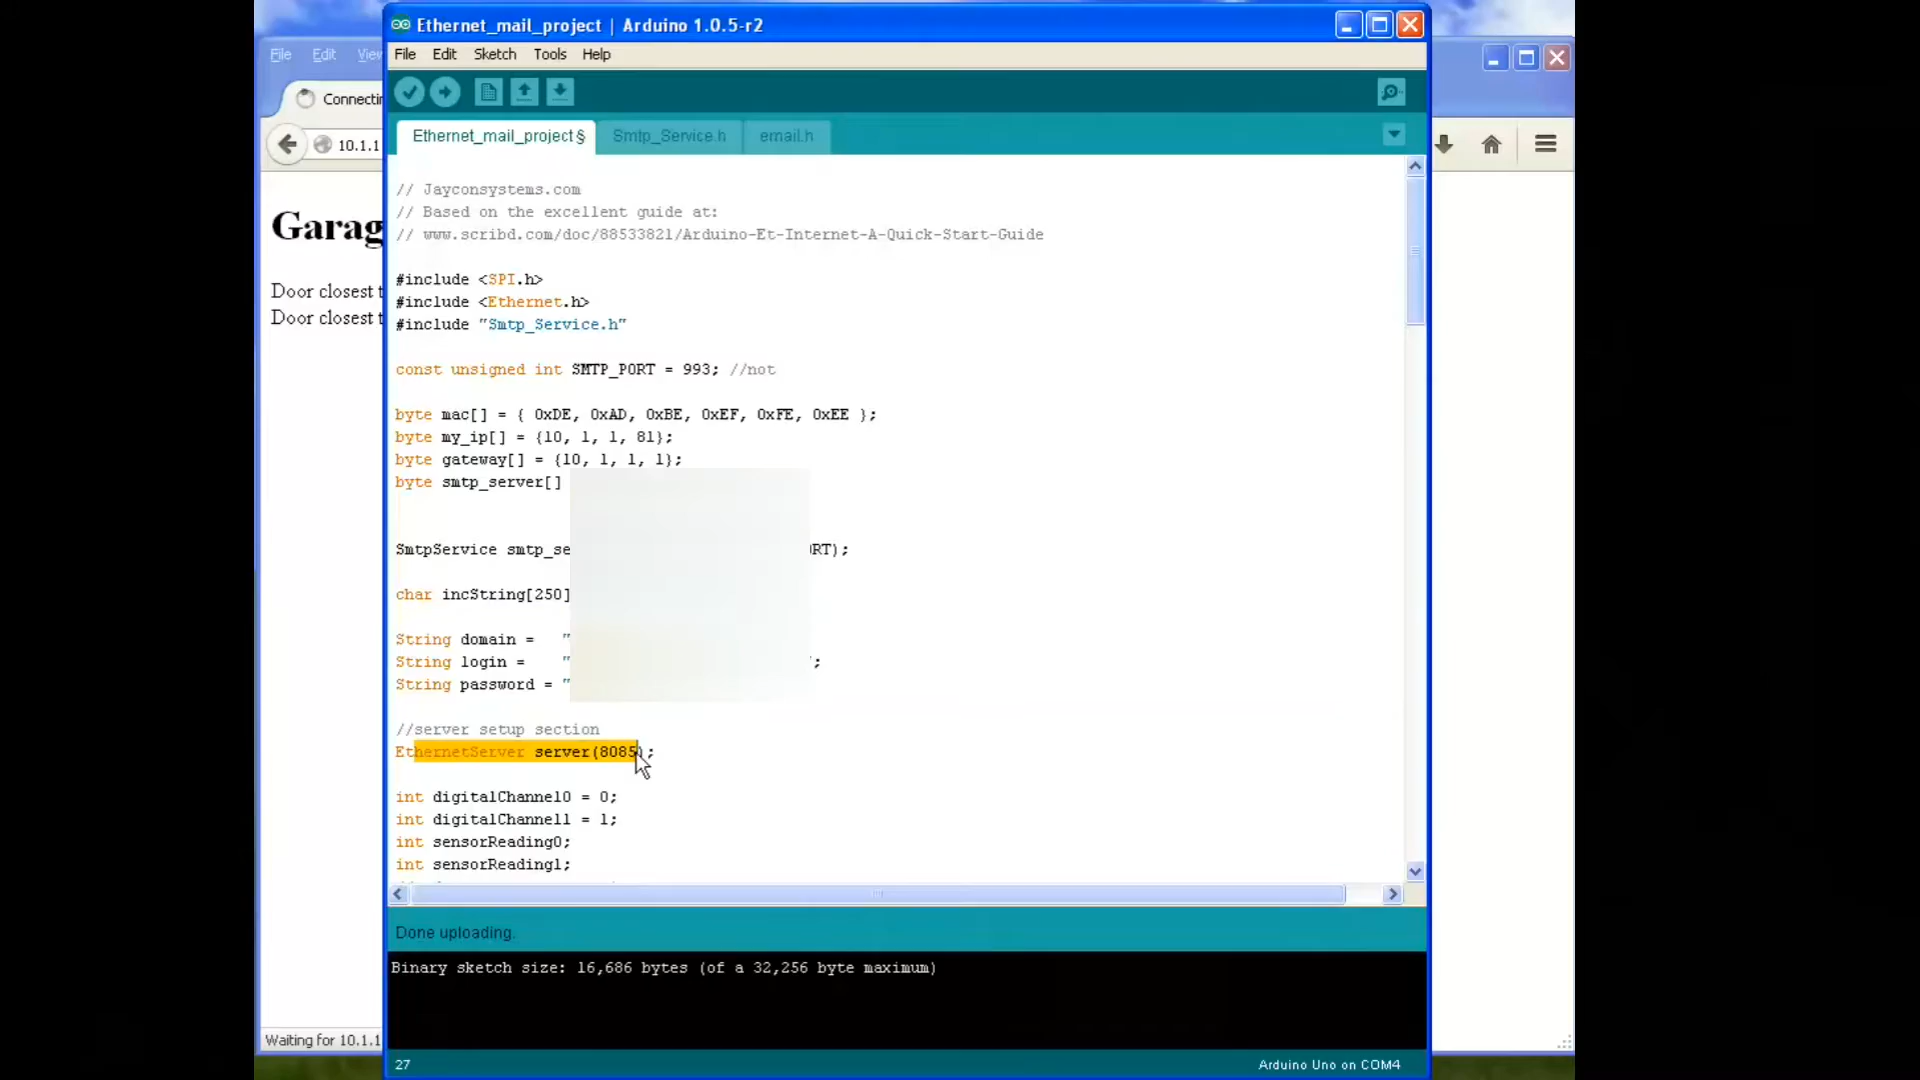 Ethernet_mail_project | Arduino 1.0.5-r2
File Edit View
File Edit Sketch Tools Help
Ethernet_mail_project§ Smtp_Service.h email.h
10.1.1
// Jayconsystems.com
// Based on the excellent guide at:
// www.scribd.com/doc/88533821/Arduino-Et-Internet-A-Quick-Start-Guide
Door closest t
Door closest t
#include <SPI.h>
#include <Ethernet.h>
#include "Smtp_Service.h"
const unsigned int SMTP_PORT = 993; //not
byte mac[] = { 0xDE, 0xAD, 0xBE, 0xEF, 0xFE, 0xEE };
byte my_ip[] = {10, 1, 1, 81};
byte gateway[] = {10, 1, 1, 1};
byte smtp_server[]
SmtpService smtp_se RT);
char incString[250]
String domain = "
String login = " ;
String password = "
//server setup section
EthernetServer server(8085);
int digitalChannel0 = 0;
int digitalChannel1 = 1;
int sensorReading0;
int sensorReading1;
Done uploading.
Binary sketch size: 16,686 bytes (of a 32,256 byte maximum)
Waiting for 10.1.1
27 Arduino Uno on COM4